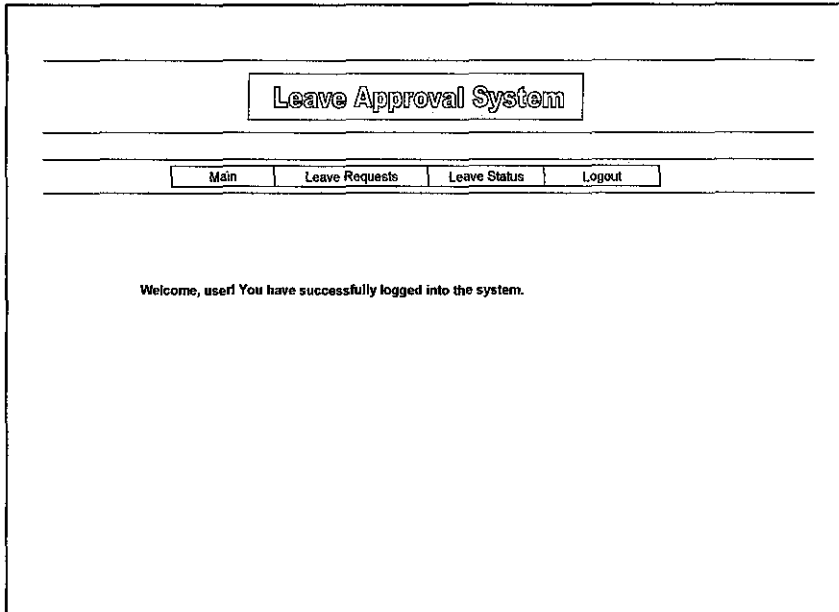 Leave Approval System
Main Leave Requests Leave Status Logout
Welcome, user! You have successfully logged into the system.